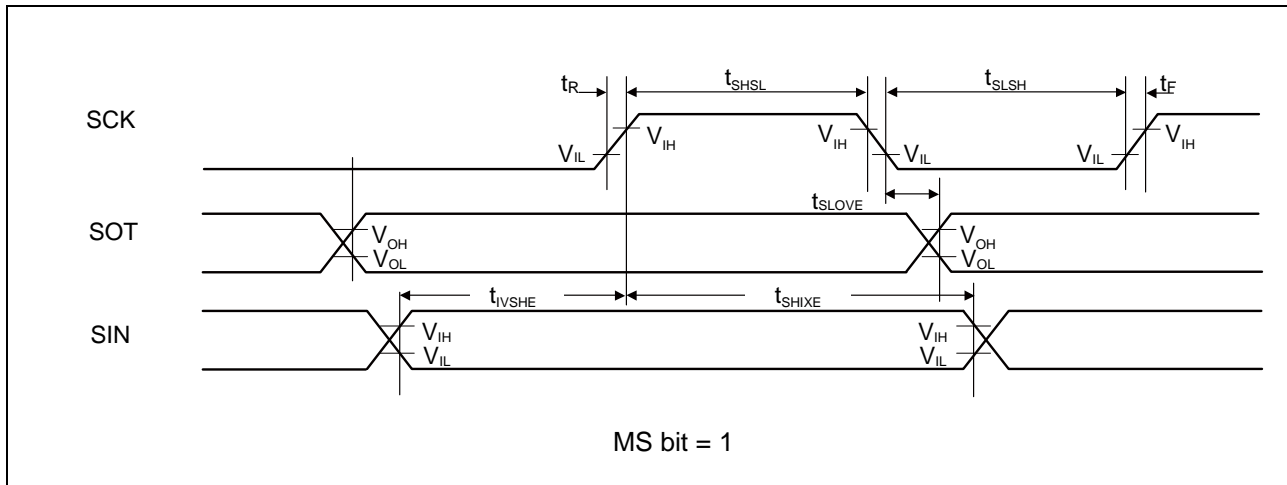 tR tSHSL tSLSH tF
SCK
VIH VIH VIH
VIL VIL VIL
tSLOVE
SOT
VOH VOH
VOL VOL
tIVSHE tSHIXE
SIN
VIH VIH
VIL VIL
MS bit = 1